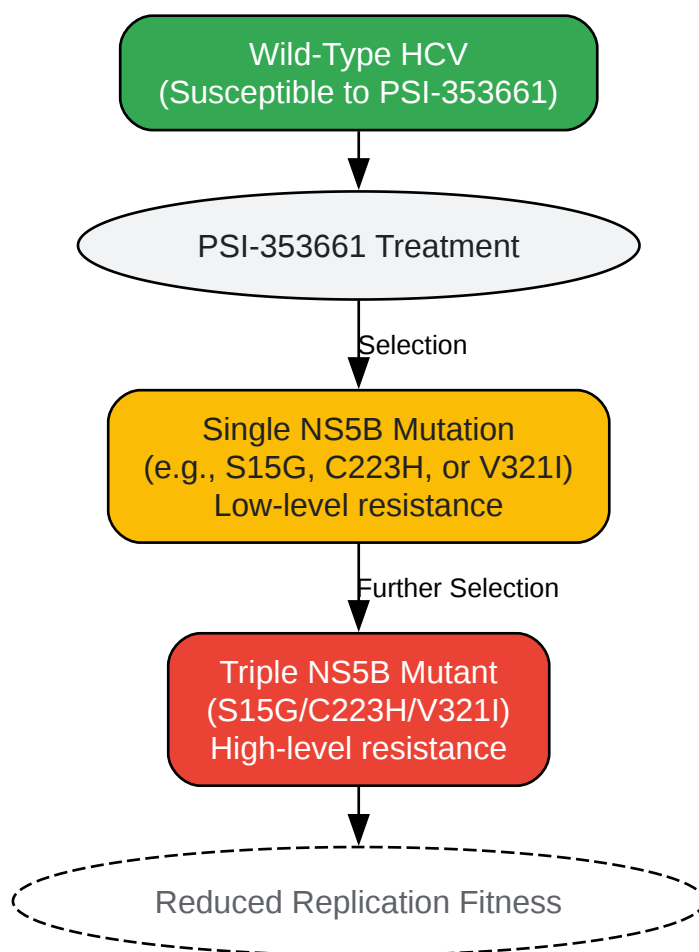 Wild-Type HCV
(Susceptible to PSI-353661)
PSI-353661 Treatment
Selection
Single NS5B Mutation
(e.g., S15G, C223H, or V321I)
Low-level resistance
Further Selection
Triple NS5B Mutant
(S15G/C223H/V321I)
High-level resistance
Reduced Replication Fitness